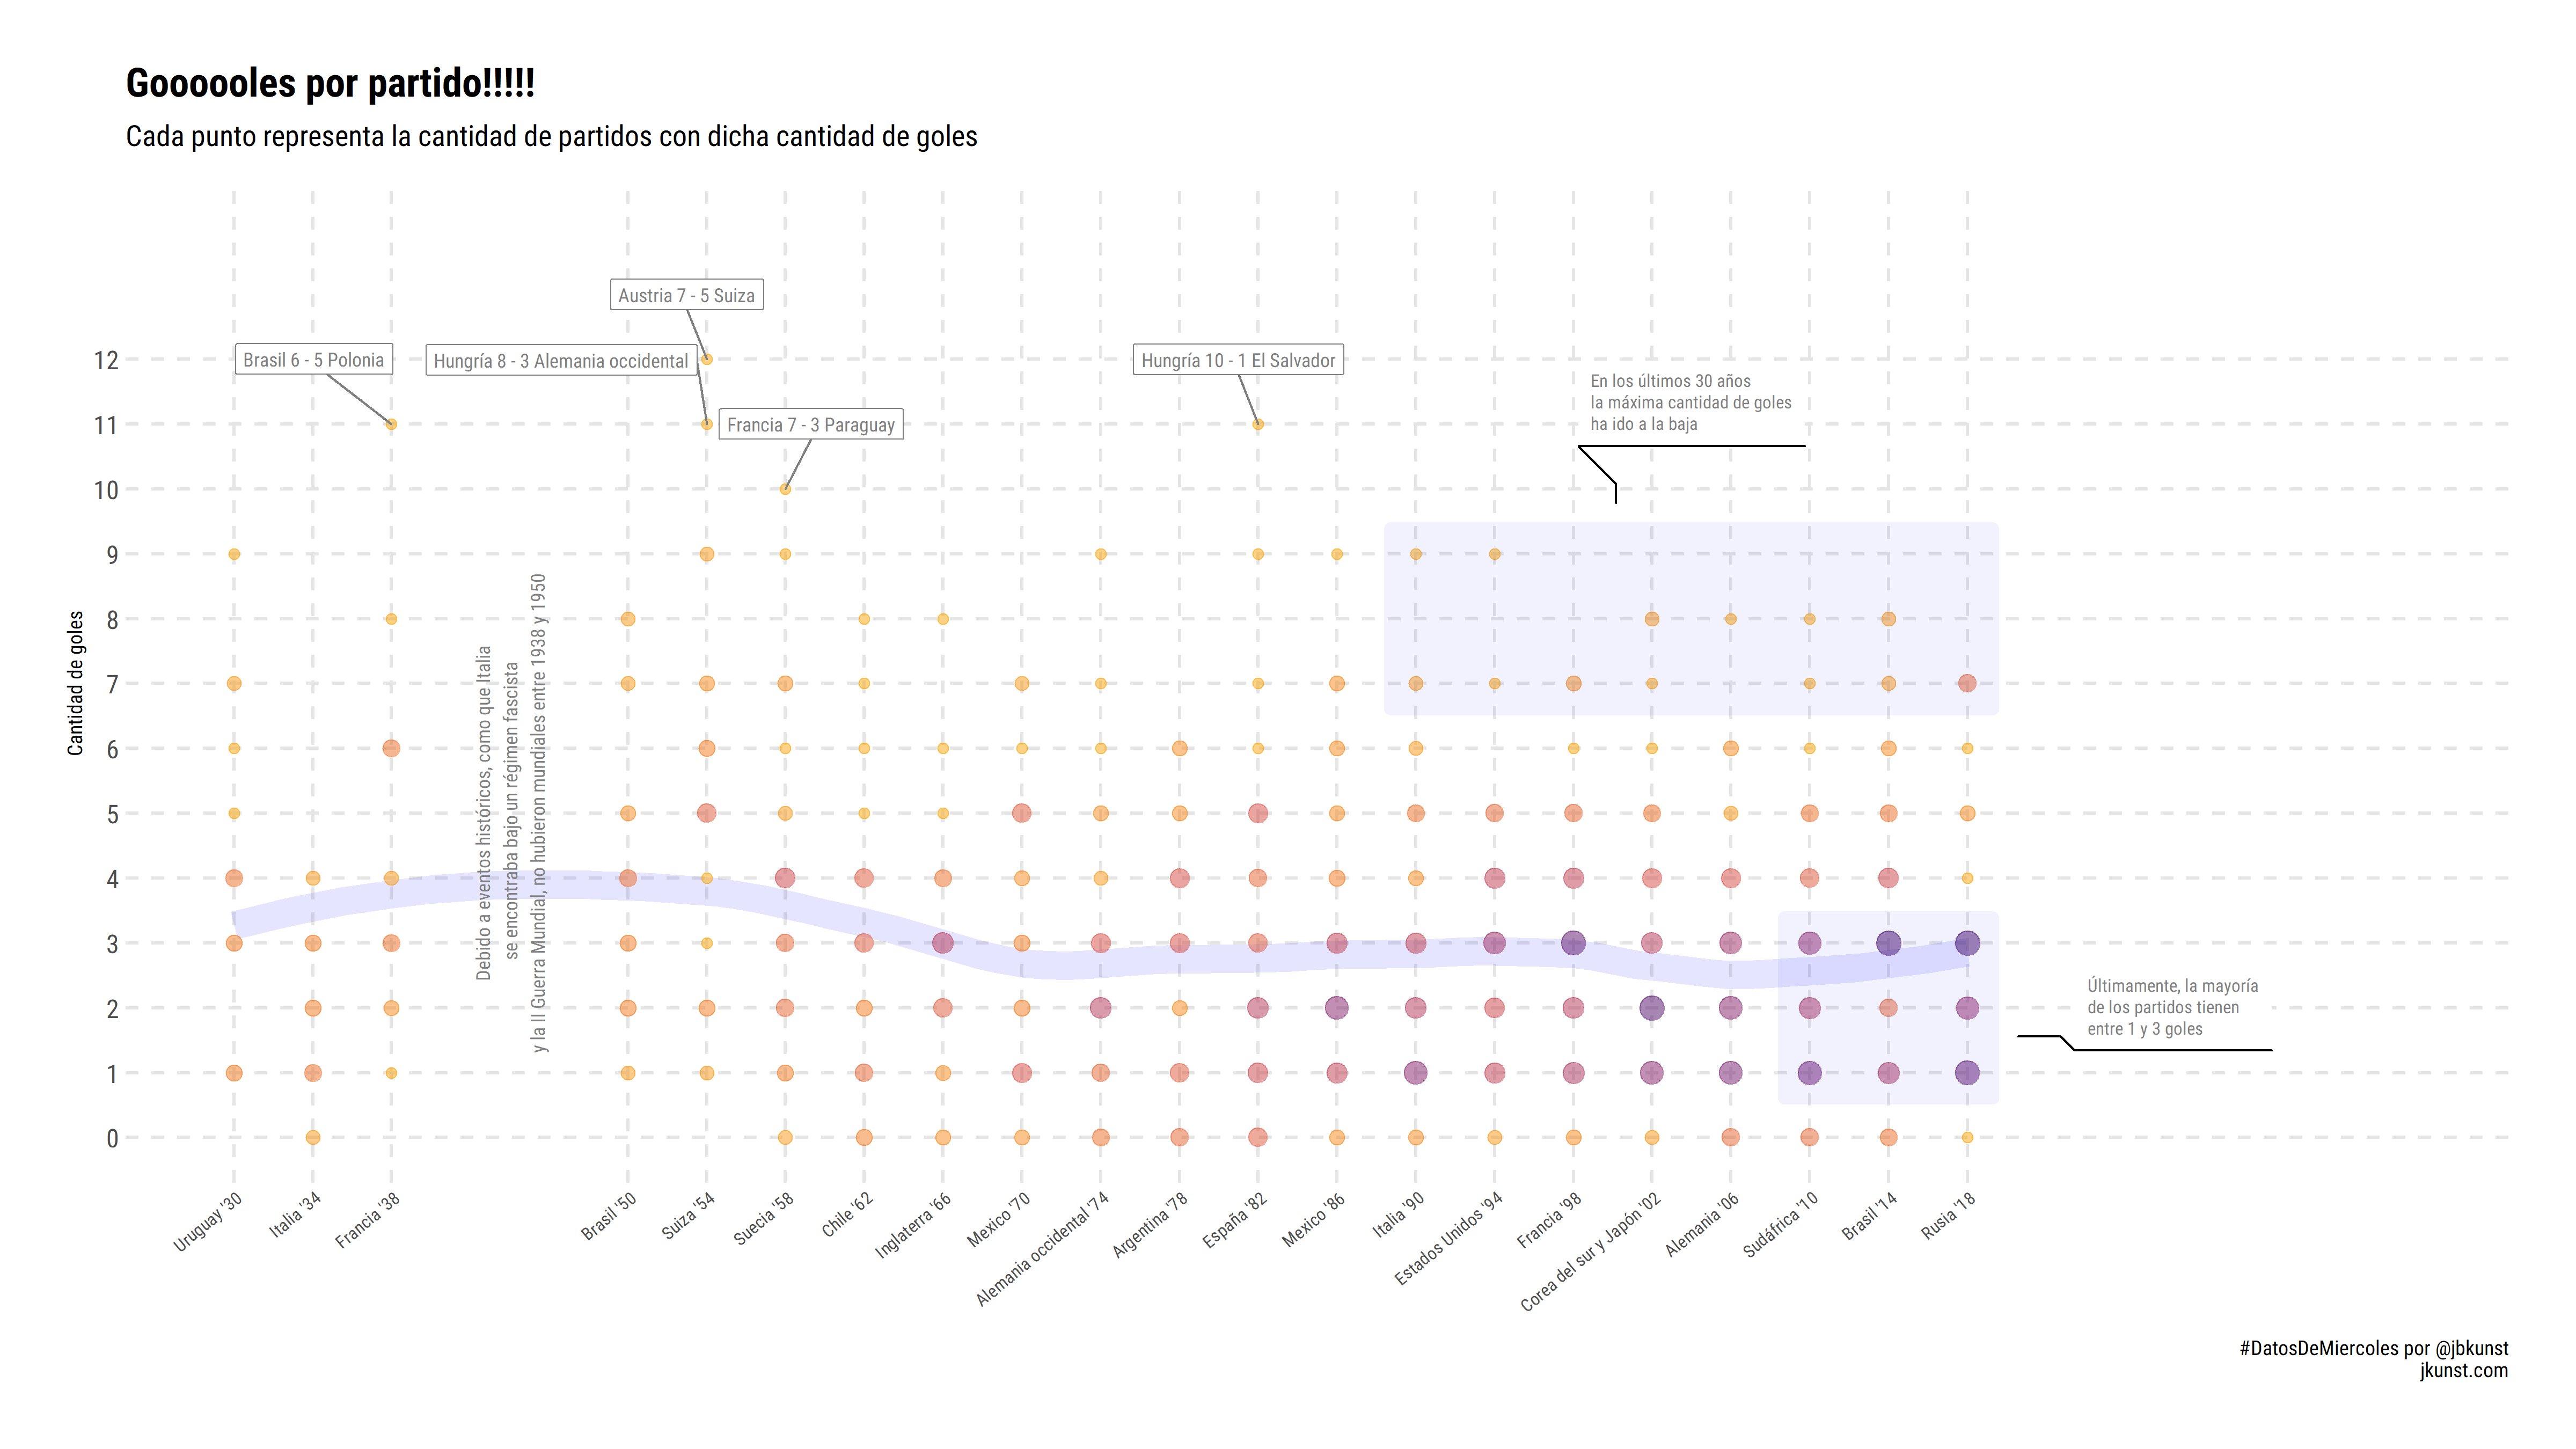 Goooooles por partido!!!!!
Cada punto representa la cantidad de partidos con dicha cantidad de goles
Austria 7 - 5 Suiza
Brasil 6 - 5 Polonia
Hungría 8 - 3 Alemania occidental
Hungría 10 - 1 El Salvador
Francia 7 - 3 Paraguay
En los últimos 30 años
la máxima cantidad de goles
ha ido a la baja
Cantidad de goles
12
11
10
9
8
7
6
5
4
3
2
1
0
Debido a eventos históricos, como que Italia
se encontraba bajo un régimen fascista
y la II Guerra Mundial, no hubieron mundiales entre 1938 y 1950
Últimamente, la mayoría
de los partidos tienen
entre 1 y 3 goles
Uruguay '30
Italia '34
Francia '38
Brasil '50
Suiza '54
Suecia '58
Chile '62
Inglaterra '66
Mexico '70
Alemania occidental '74
Argentina '78
España '82
Mexico '86
Italia '90
Estados Unidos '94
Francia '98
Corea del sur y Japón '02
Alemania '06
Sudáfrica '10
Brasil '14
Rusia '18
#DatosDeMiercoles por @jbkunst
jkunst.com